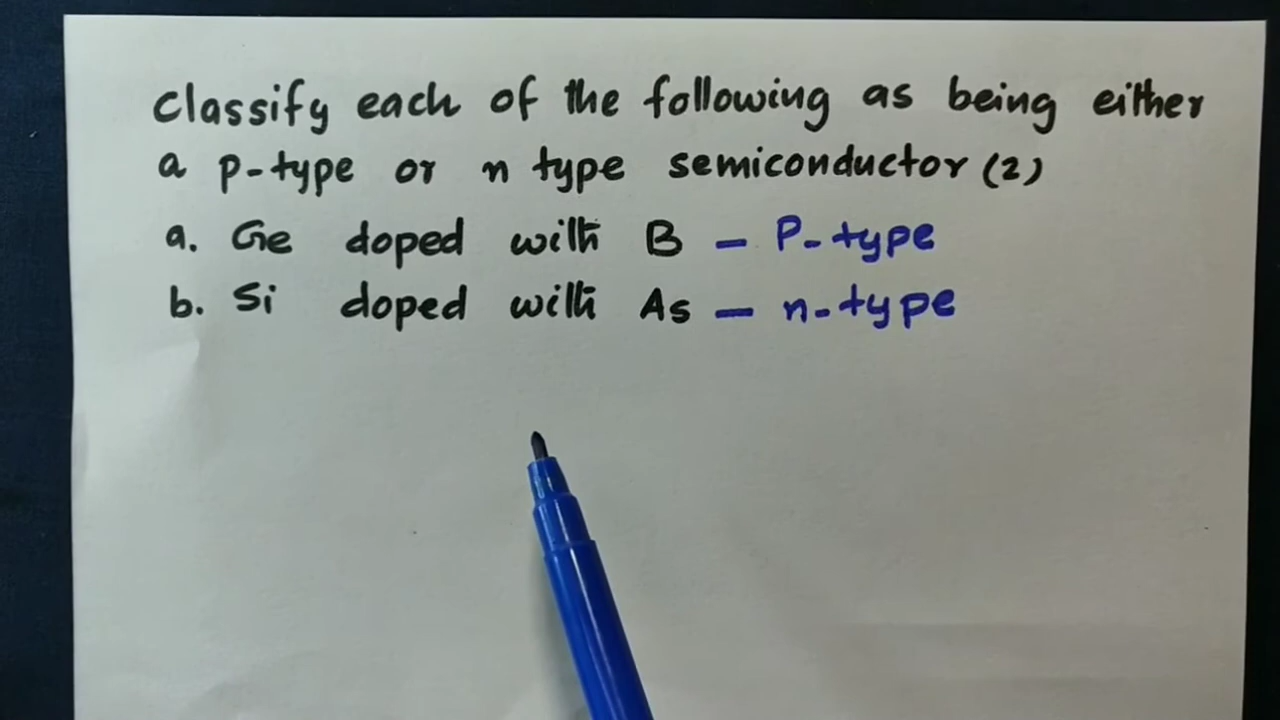 Classify each of the following as being either
a p-type or n type semiconductor (2)
a. Ge doped with B - P-type
b. Si doped with As - n-type